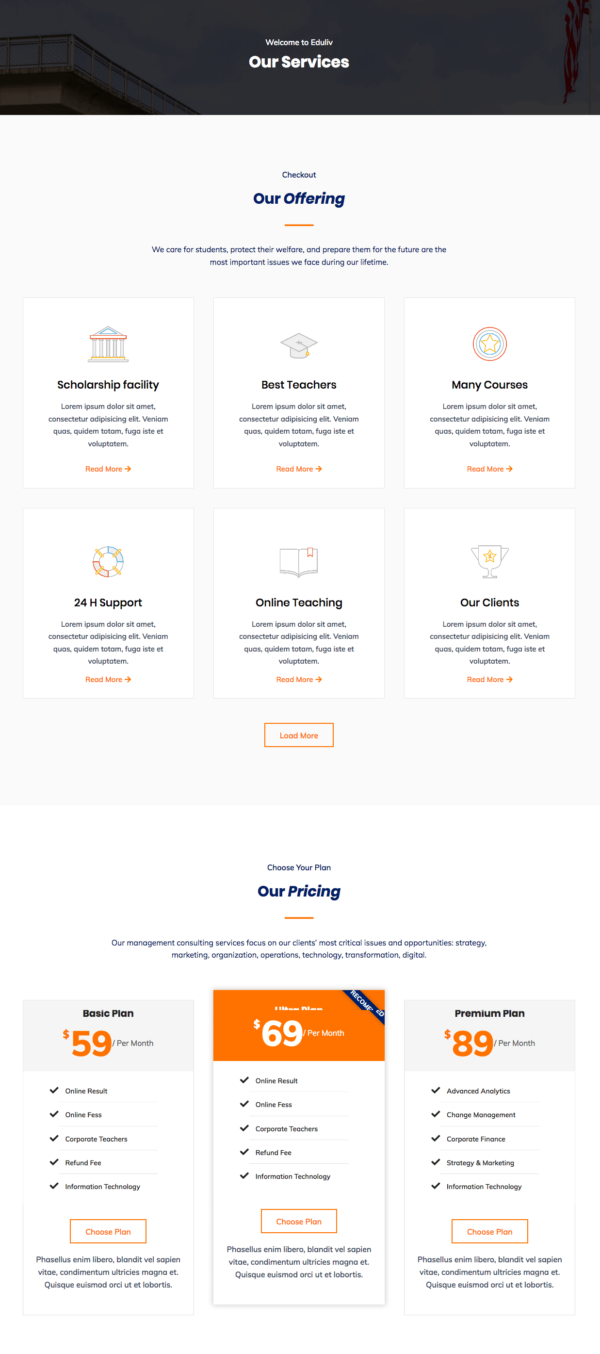 Welcome to Eduliv
Our Services
Checkout
Our Offering
We care for students, protect their welfare, and prepare them for the future are the
most important issues we face during our lifetime.
Scholarship facility
Lorem ipsum dolor sit amet,
consectetur adipisicing elit. Veniam
quas, quidem totam, fuga iste et
voluptatem.
Read More
Best Teachers
Lorem ipsum dolor sit amet,
consectetur adipisicing elit. Veniam
quas, quidem totam, fuga iste et
voluptatem.
Read More
Many Courses
Lorem ipsum dolor sit amet,
consectetur adipisicing elit. Veniam
quas, quidem totam, fuga iste et
voluptatem.
Read More
24 H Support
Lorem ipsum dolor sit amet,
consectetur adipisicing elit. Veniam
quas, quidem totam, fuga iste et
voluptatem.
Read More
Online Teaching
Lorem ipsum dolor sit amet,
consectetur adipisicing elit. Veniam
quas, quidem totam, fuga iste et
voluptatem.
Read More
Our Clients
Lorem ipsum dolor sit amet,
consectetur adipisicing elit. Veniam
quas, quidem totam, fuga iste et
voluptatem.
Read More
Load More
Choose Your Plan
Our Pricing
Our management consulting services focus on our clients' most critical issues and opportunities: strategy,
marketing, organization, operations, technology, transformation, digital.
Basic Plan
$59/ Per Month
Online Result
Online Fess
Corporate Teachers
Refund Fee
Information Technology
Choose Plan
Phasellus enim libero, blandit vel sapien
vitae, condimentum ultricies magna et.
Quisque euismod orci ut et lobortis.
Plan
$69/ Per Month
Online Result
Online Fess
Corporate Teachers
Refund Fee
Information Technology
Choose Plan
Phasellus enim libero, blandit vel sapien
vitae, condimentum ultricies magna et.
Quisque euismod orci ut et lobortis.
Premium Plan
$89/ Per Month
Advanced Analytics
Change Management
Corporate Finance
Strategy & Marketing
Information Technology
Choose Plan
Phasellus enim libero, blandit vel sapien
vitae, condimentum ultricies magna et.
Quisque euismod orci ut et lobortis.